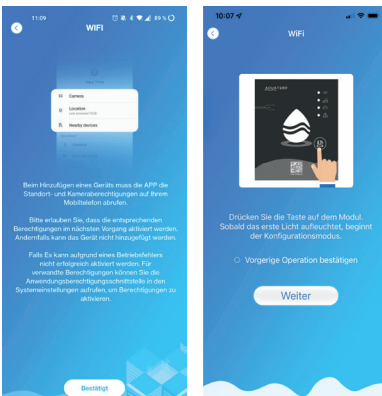 11:09
89%
WIFI
Camera
Location
Nearby devices
Beim Hinzufügen eines Geräts muss die APP die
Standort- und Kameraberechtigungen auf Ihrem
Mobiltelefon abrufen.
Bitte erlauben Sie, dass die entsprechenden
Berechtigungen im nächsten Vorgang aktiviert werden.
Andernfalls kann das Gerät nicht hinzugefügt werden.
Falls Es kann aufgrund eines Betriebsfehlers
nicht erfolgreich aktiviert werden. Für
verwandte Berechtigungen können Sie die
Anwendungsberechtigungsschnittstelle in den
Systemeinstellungen aufrufen, um Berechtigungen zu
aktivieren.
Bestätigt
10:07
WiFi
Drücken Sie die Taste auf dem Modul.
Sobald das erste Licht aufleuchtet, beginnt
der Konfigurationsmodus.
Vorgerige Operation bestätigen
Weiter